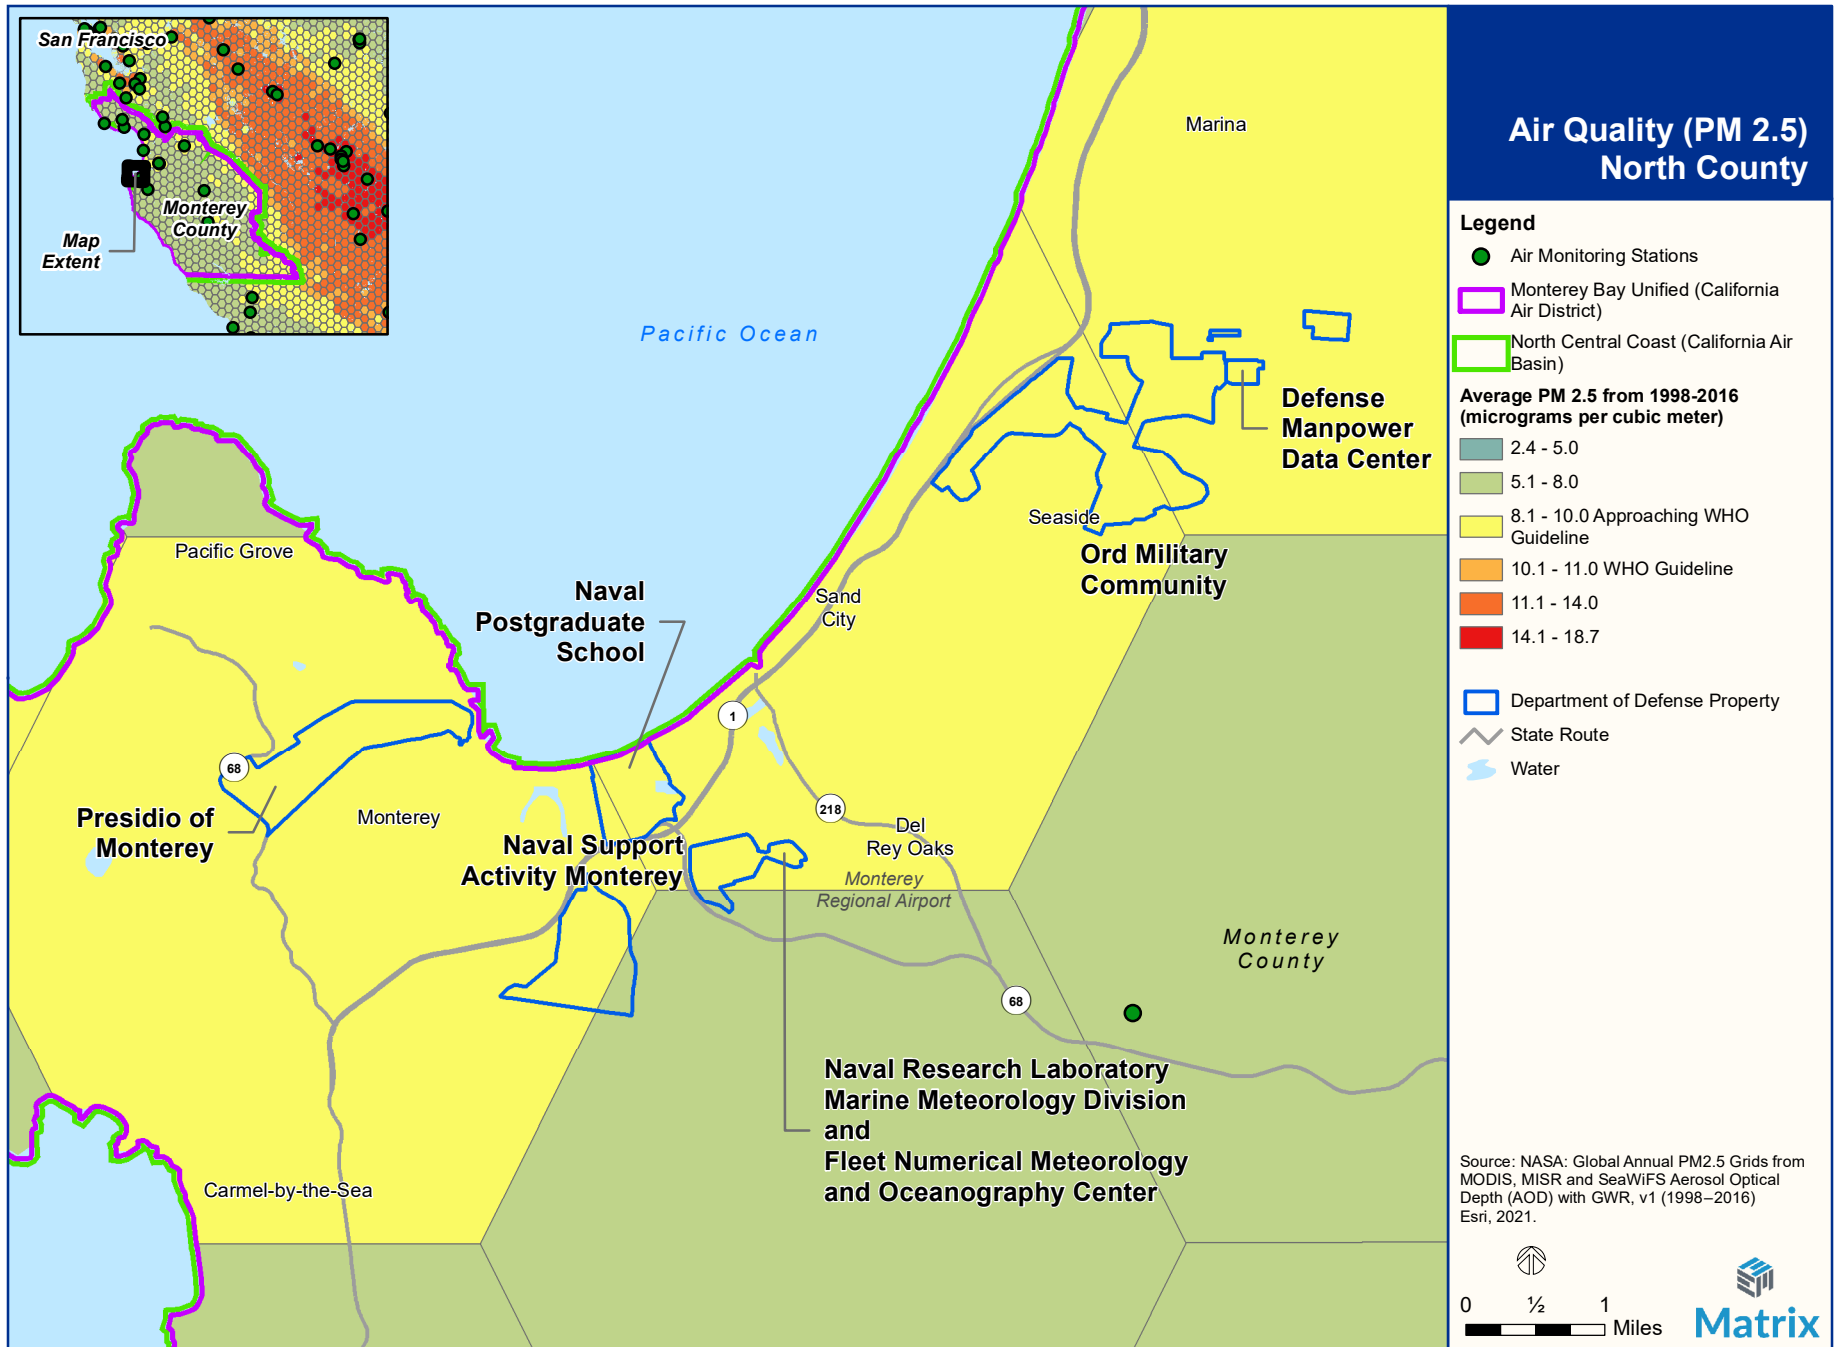 San Francisco
Monterey
County
Map
Extent
Pacific Ocean
Marina
Defense
Manpower
Data Center
Seaside
Ord Military
Community
Pacific Grove
Naval
Postgraduate
School
Sand
City
1
68
Presidio of
Monterey
Monterey
218
Del
Rey Oaks
Naval Support
Activity Monterey
Monterey
Regional Airport
Monterey
County
68
Naval Research Laboratory
Marine Meteorology Division
and
Fleet Numerical Meteorology
and Oceanography Center
Carmel-by-the-Sea
Air Quality (PM 2.5)
North County
Legend
Air Monitoring Stations
Monterey Bay Unified (California
Air District)
North Central Coast (California Air
Basin)
Average PM 2.5 from 1998-2016
(micrograms per cubic meter)
2.4 - 5.0
5.1 - 8.0
8.1 - 10.0 Approaching WHO
Guideline
10.1 - 11.0 WHO Guideline
11.1 - 14.0
14.1 - 18.7
Department of Defense Property
State Route
Water
Source: NASA: Global Annual PM2.5 Grids from
MODIS, MISR and SeaWiFS Aerosol Optical
Depth (AOD) with GWR, v1 (1998–2016)
Esri, 2021.
0 ½ 1
Miles
Matrix